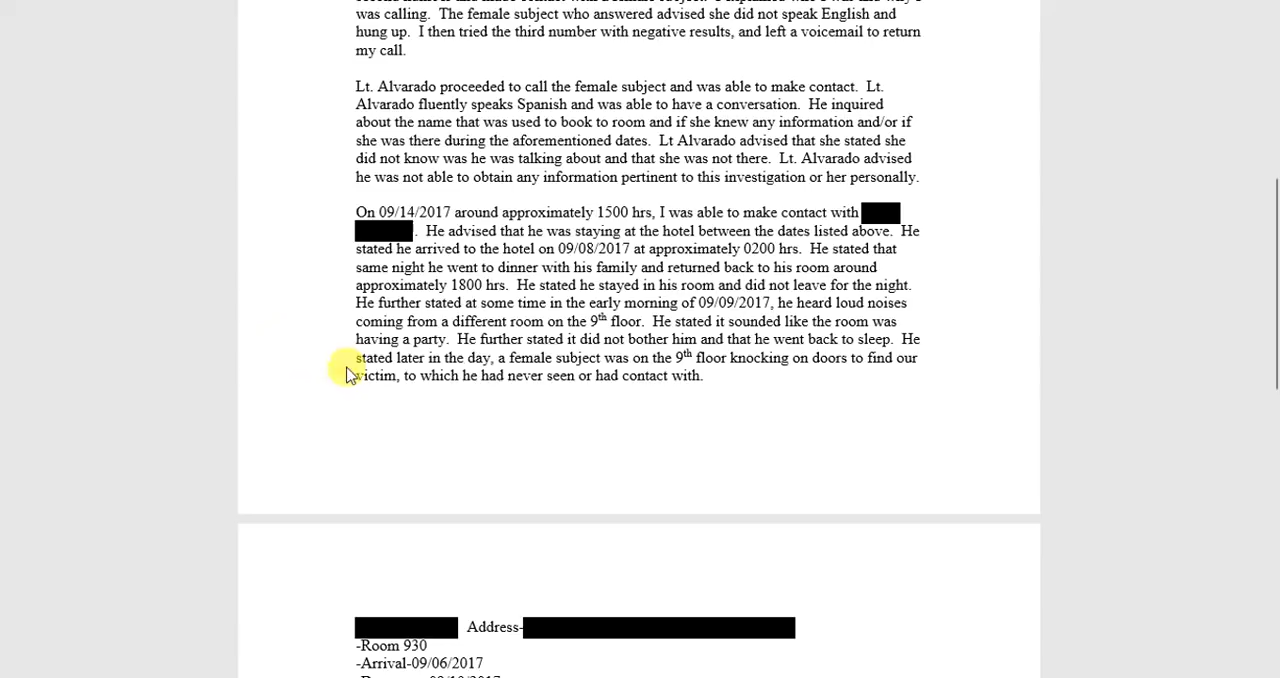 was calling.  The female subject who answered advised she did not speak English and
hung up.  I then tried the third number with negative results, and left a voicemail to return
my call.
Lt. Alvarado proceeded to call the female subject and was able to make contact.  Lt.
Alvarado fluently speaks Spanish and was able to have a conversation.  He inquired
about the name that was used to book to room and if she knew any information and/or if
she was there during the aforementioned dates.  Lt Alvarado advised that she stated she
did not know was he was talking about and that she was not there.  Lt. Alvarado advised
he was not able to obtain any information pertinent to this investigation or her personally.
On 09/14/2017 around approximately 1500 hrs, I was able to make contact with
.  He advised that he was staying at the hotel between the dates listed above.  He
stated he arrived to the hotel on 09/08/2017 at approximately 0200 hrs.  He stated that
same night he went to dinner with his family and returned back to his room around
approximately 1800 hrs.  He stated he stayed in his room and did not leave for the night.
He further stated at some time in the early morning of 09/09/2017, he heard loud noises
coming from a different room on the 9th floor.  He stated it sounded like the room was
having a party.  He further stated it did not bother him and that he went back to sleep.  He
stated later in the day, a female subject was on the 9th floor knocking on doors to find our
victim, to which he had never seen or had contact with.
Address-
-Room 930
-Arrival-09/06/2017